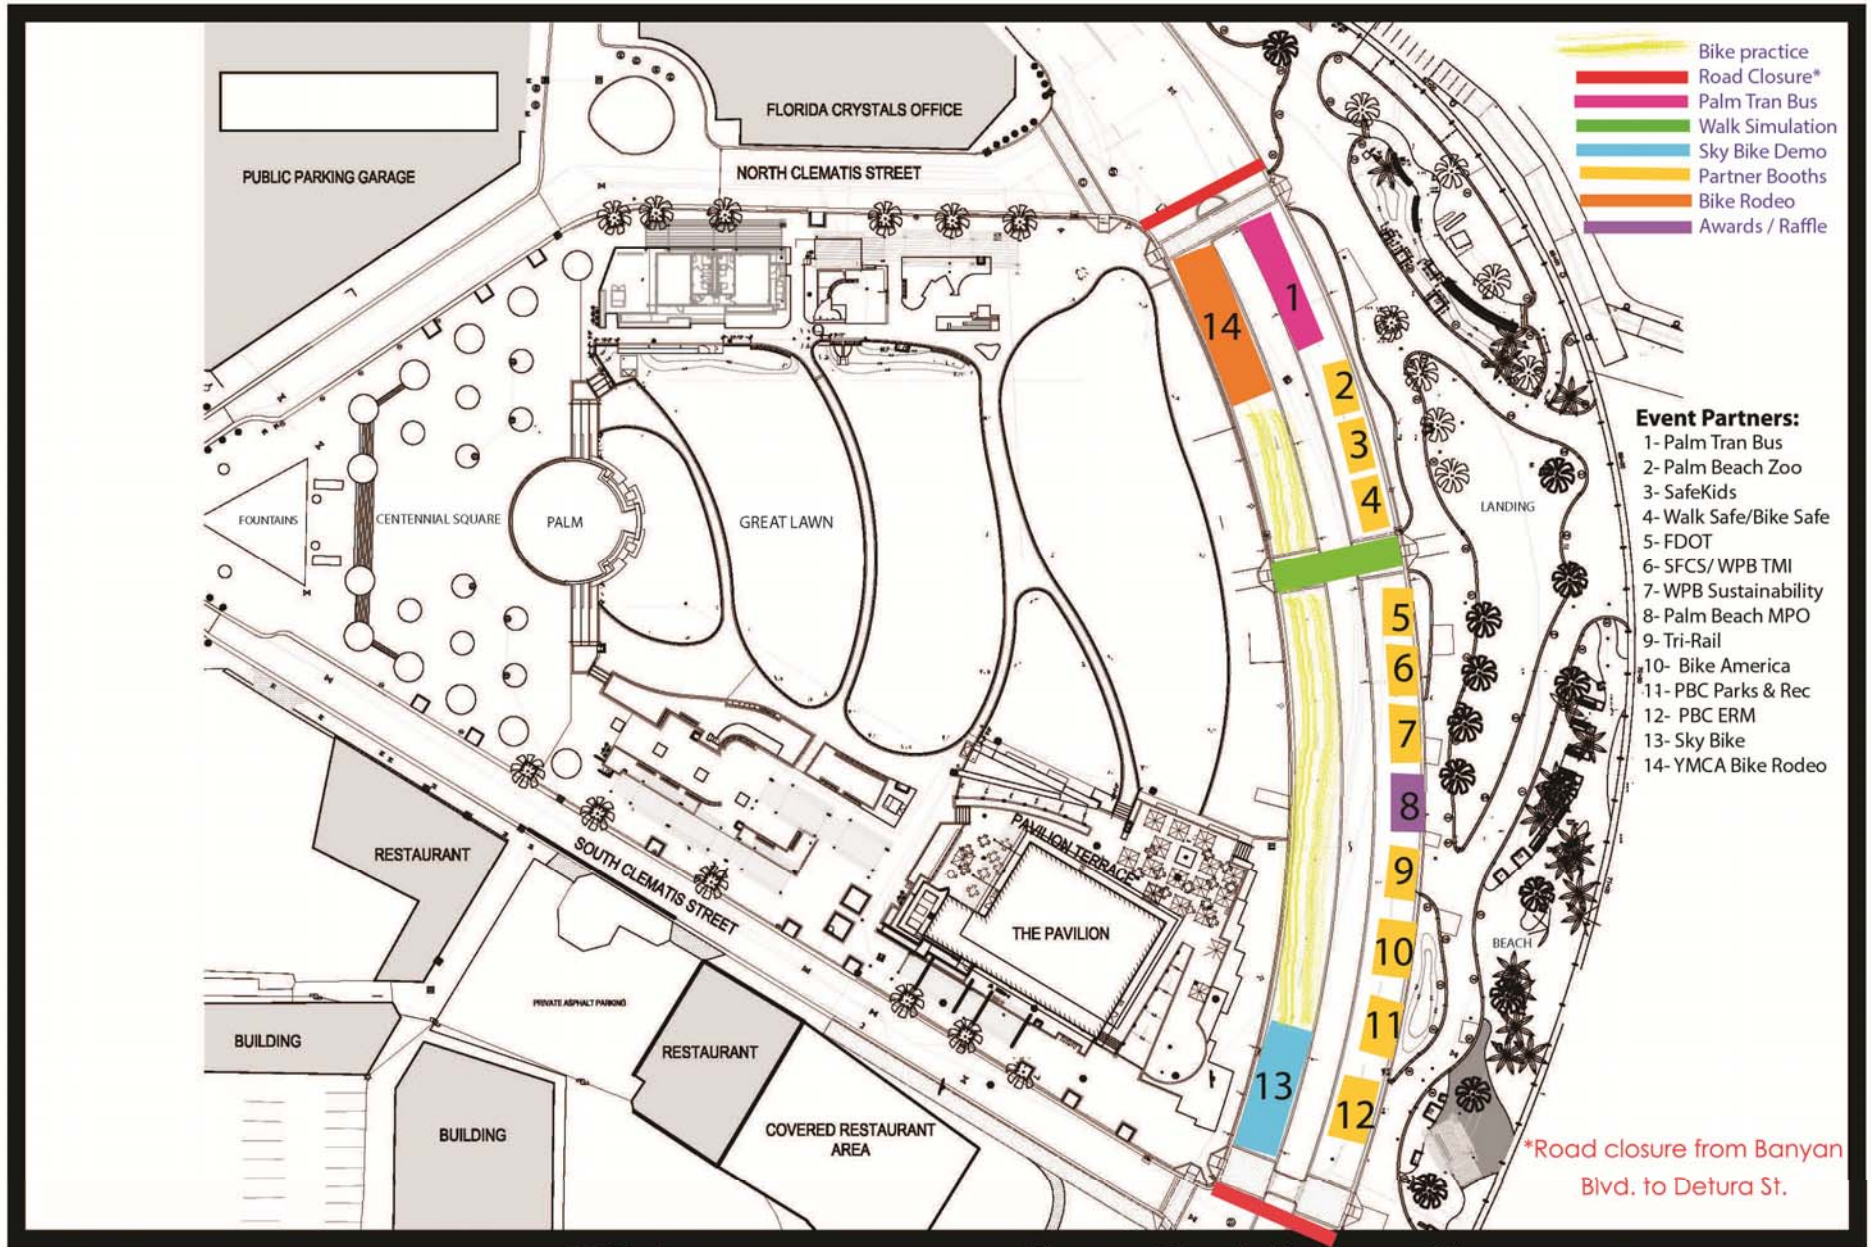 Bike practice
Road Closure*
Palm Tran Bus
Walk Simulation
Sky Bike Demo
Partner Booths
Bike Rodeo
Awards / Raffle
FLORIDA CRYSTALS OFFICE
PUBLIC PARKING GARAGE
NORTH CLEMATIS STREET
1
14
2
3
4
Event Partners:
1- Palm Tran Bus
2- Palm Beach Zoo
3- SafeKids
4- Walk Safe/Bike Safe
5- FDOT
6- SFCS/ WPB TMI
7- WPB Sustainability
8- Palm Beach MPO
9- Tri-Rail
10- Bike America
11- PBC Parks & Rec
12- PBC ERM
13- Sky Bike
14- YMCA Bike Rodeo
LANDING
FOUNTAINS
CENTENNIAL SQUARE
PALM
GREAT LAWN
5
6
7
8
9
10
11
12
13
PAVILION TERRACE
THE PAVILION
BEACH
RESTAURANT
SOUTH CLEMATIS STREET
PRIVATE ASPHALT PARKING
BUILDING
RESTAURANT
BUILDING
COVERED RESTAURANT
AREA
*Road closure from Banyan
Blvd. to Detura St.